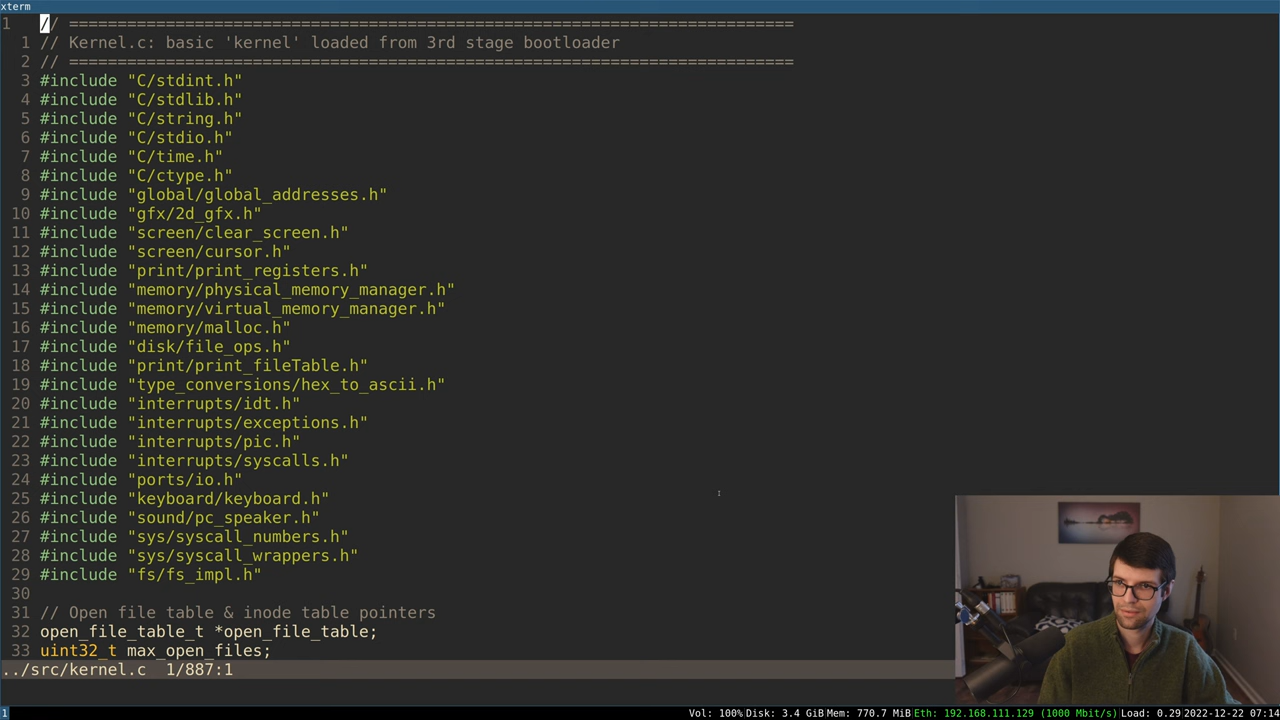 xterm
1 // ===========================================================================
1 // Kernel.c: basic 'kernel' loaded from 3rd stage bootloader
2 // ===========================================================================
3 #include "C/stdint.h"
4 #include "C/stdlib.h"
5 #include "C/string.h"
6 #include "C/stdio.h"
7 #include "C/time.h"
8 #include "C/ctype.h"
9 #include "global/global_addresses.h"
10 #include "gfx/2d_gfx.h"
11 #include "screen/clear_screen.h"
12 #include "screen/cursor.h"
13 #include "print/print_registers.h"
14 #include "memory/physical_memory_manager.h"
15 #include "memory/virtual_memory_manager.h"
16 #include "memory/malloc.h"
17 #include "disk/file_ops.h"
18 #include "print/print_fileTable.h"
19 #include "type_conversions/hex_to_ascii.h"
20 #include "interrupts/idt.h"
21 #include "interrupts/exceptions.h"
22 #include "interrupts/pic.h"
23 #include "interrupts/syscalls.h"
24 #include "ports/io.h"
25 #include "keyboard/keyboard.h"
26 #include "sound/pc_speaker.h"
27 #include "sys/syscall_numbers.h"
28 #include "sys/syscall_wrappers.h"
29 #include "fs/fs_impl.h"
30
31 // Open file table & inode table pointers
32 open_file_table_t *open_file_table;
33 uint32_t max_open_files;
../src/kernel.c 1/887:1
1 Vol: 100% Disk: 3.4 GiB Mem: 770.7 MiB Eth: 192.168.111.129 (1000 Mbit/s) Load: 0.29 2022-12-22 07:14